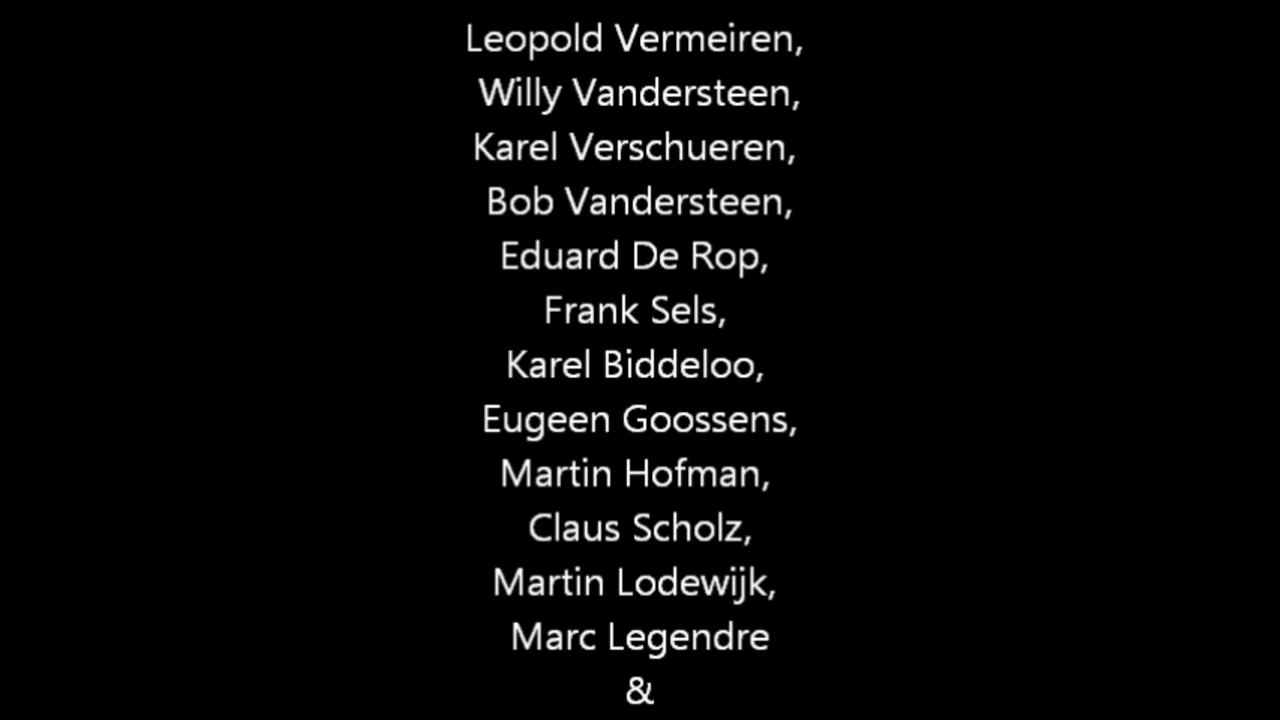 Leopold Vermeiren,
Willy Vandersteen,
Karel Verschueren,
Bob Vandersteen,
Eduard De Rop,
Frank Sels,
Karel Biddeloo,
Eugeen Goossens,
Martin Hofman,
Claus Scholz,
Martin Lodewijk,
Marc Legendre
&